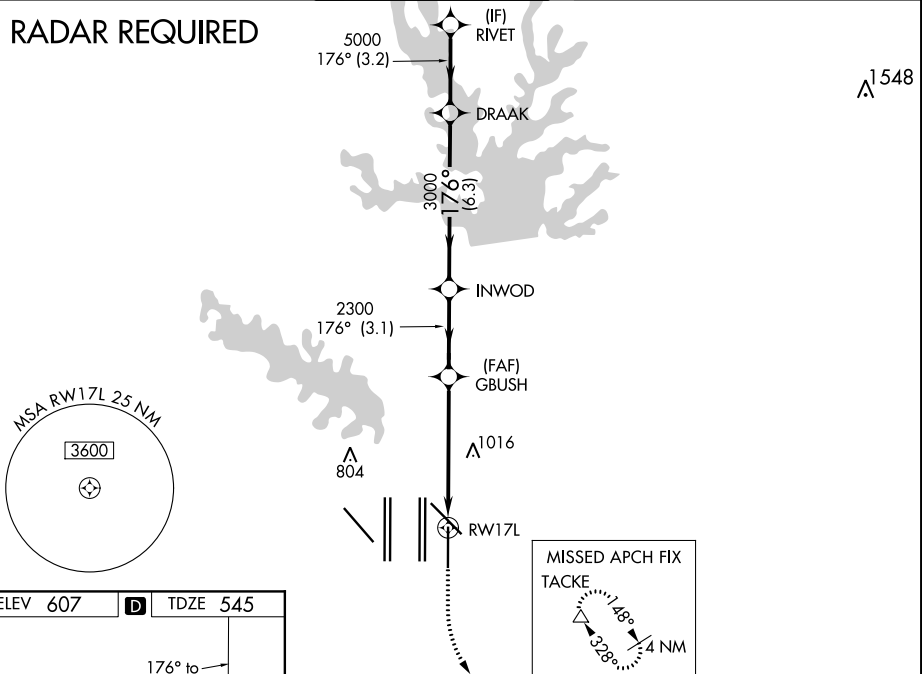 RADAR REQUIRED
(IF)
RIVET
5000
176° (3.2)
1548
DRAAK
3000
176°
(6.3)
INWOD
2300
176° (3.1)
(FAF)
GBUSH
MSA RW17L 25 NM
3600
1016
804
RW17L
MISSED APCH FIX
TACKE
148°
328°
4 NM
ELEV 607
D
TDZE 545
176° to